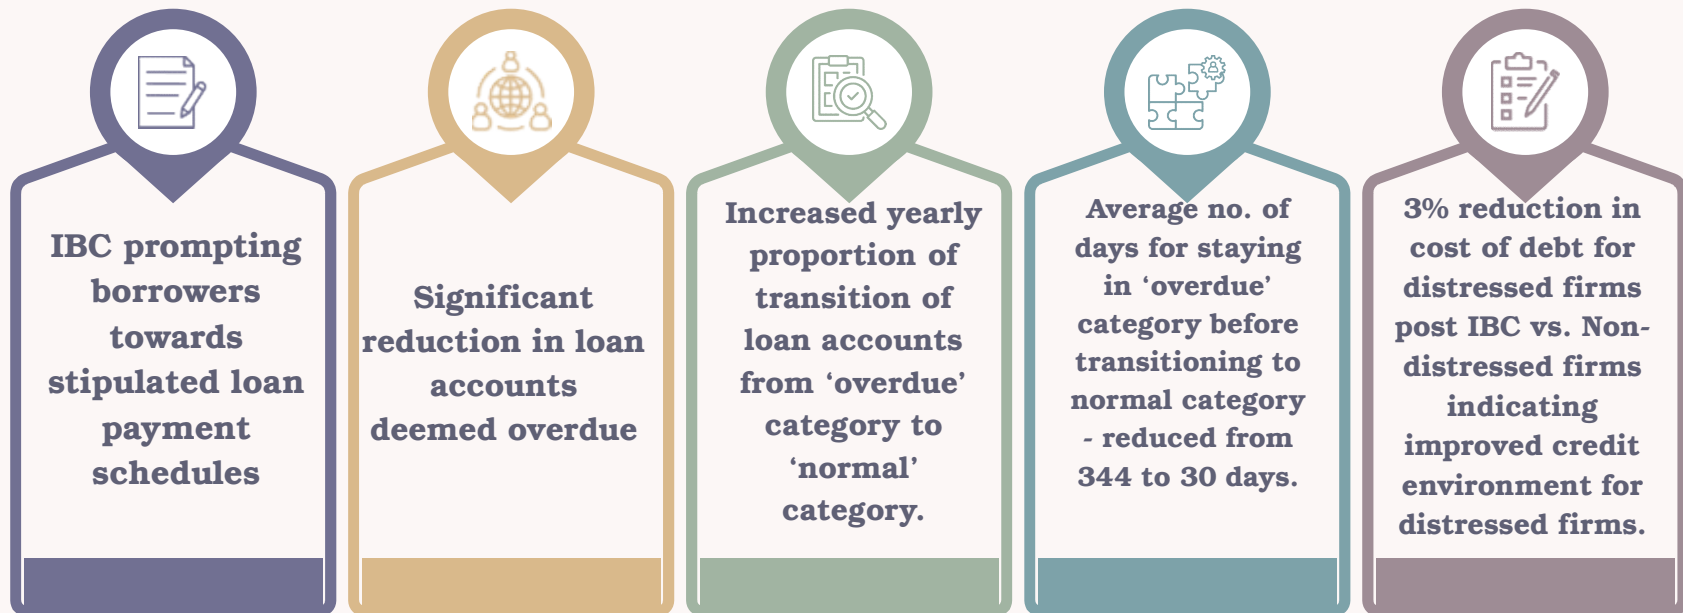 IBC prompting
borrowers
towards
stipulated loan
payment
schedules
Significant
reduction in loan
accounts
deemed overdue
Increased yearly
proportion of
transition of
loan accounts
from ‘overdue’
category to
‘normal’
category.
Average no. of
days for staying
in ‘overdue’
category before
transitioning to
normal category
- reduced from
344 to 30 days.
3% reduction in
cost of debt for
distressed firms
post IBC vs. Non-
distressed firms
indicating
improved credit
environment for
distressed firms.